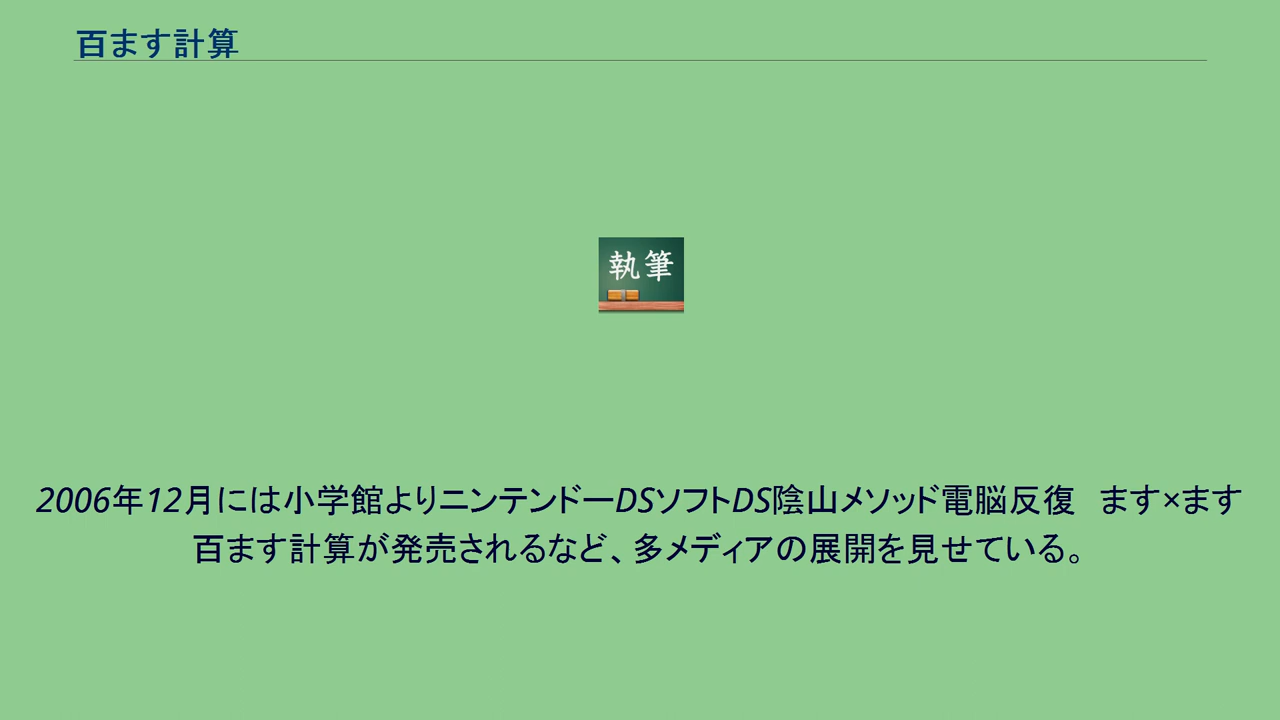 百ます計算
執筆
2006年12月には小学館よりニンテンドーDSソフトDS陰山メソッド電脳反復　ます×ます
百ます計算が発売されるなど、多メディアの展開を見せている。